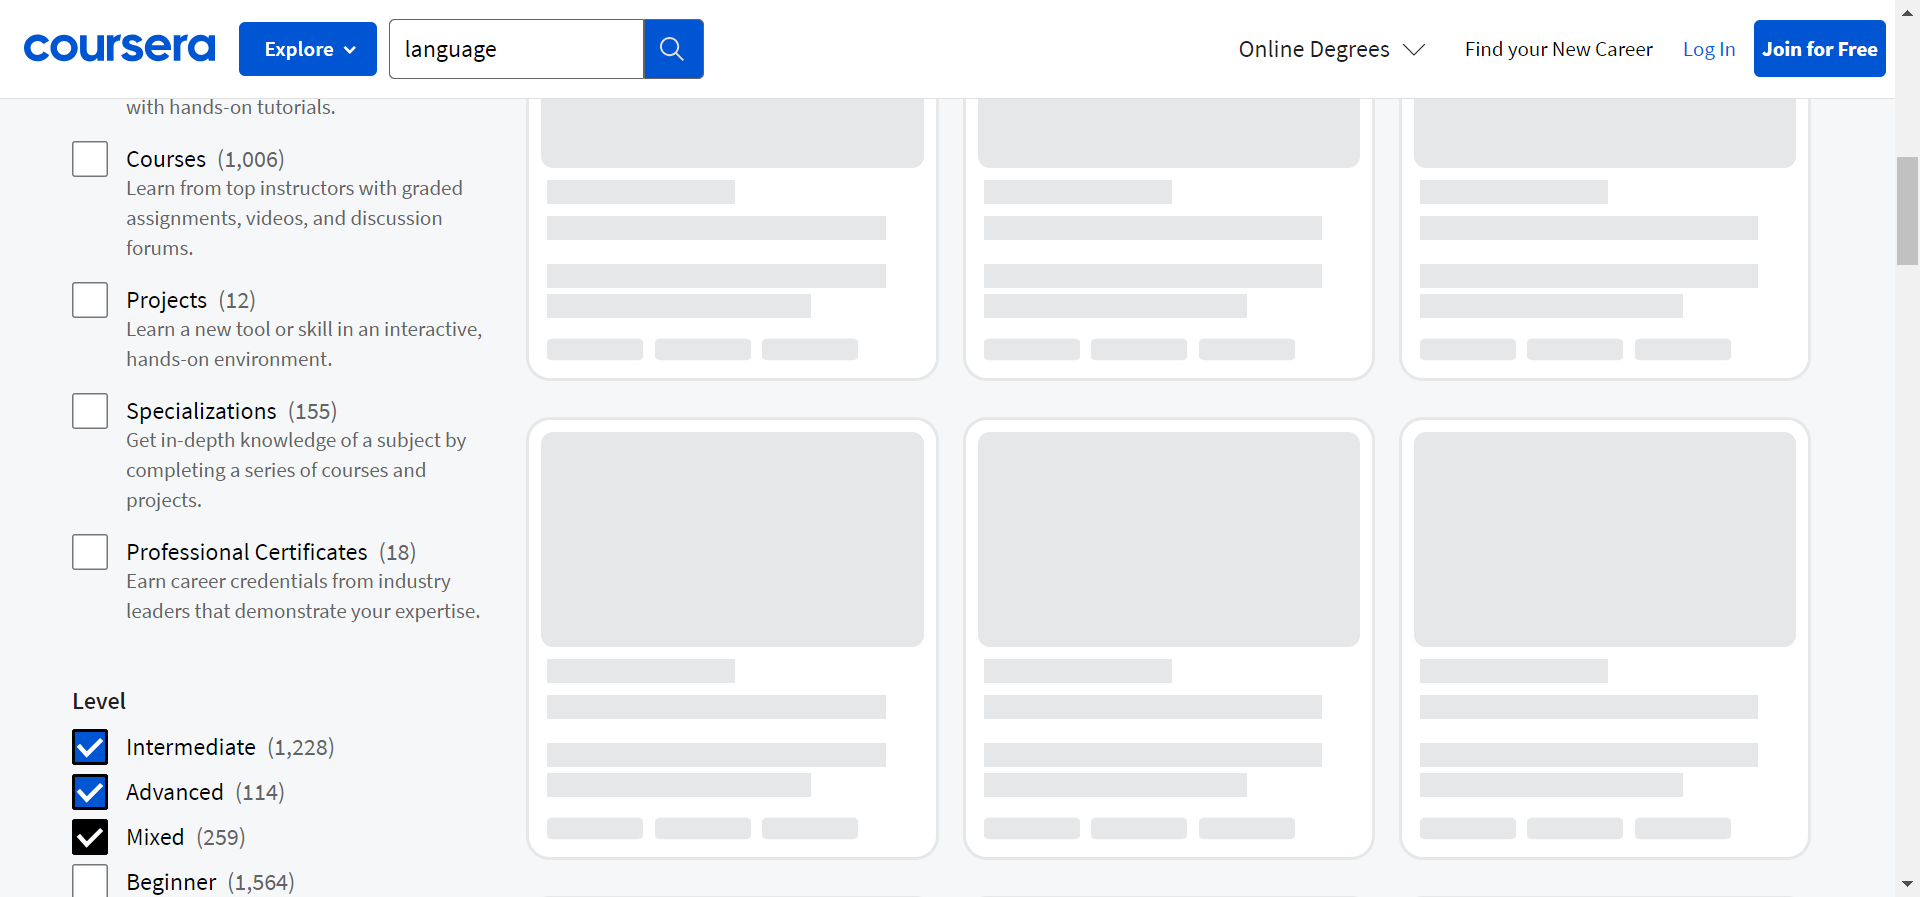 coursera
Explore
language
Online Degrees
Find your New Career
Log In
Join for Free
with hands-on tutorials.
Courses (1,006)
Learn from top instructors with graded
assignments, videos, and discussion
forums.
Projects (12)
Learn a new tool or skill in an interactive,
hands-on environment.
Specializations (155)
Get in-depth knowledge of a subject by
completing a series of courses and
projects.
Professional Certificates (18)
Earn career credentials from industry
leaders that demonstrate your expertise.
Level
Intermediate (1,228)
Advanced (114)
Mixed (259)
Beginner (1,564)